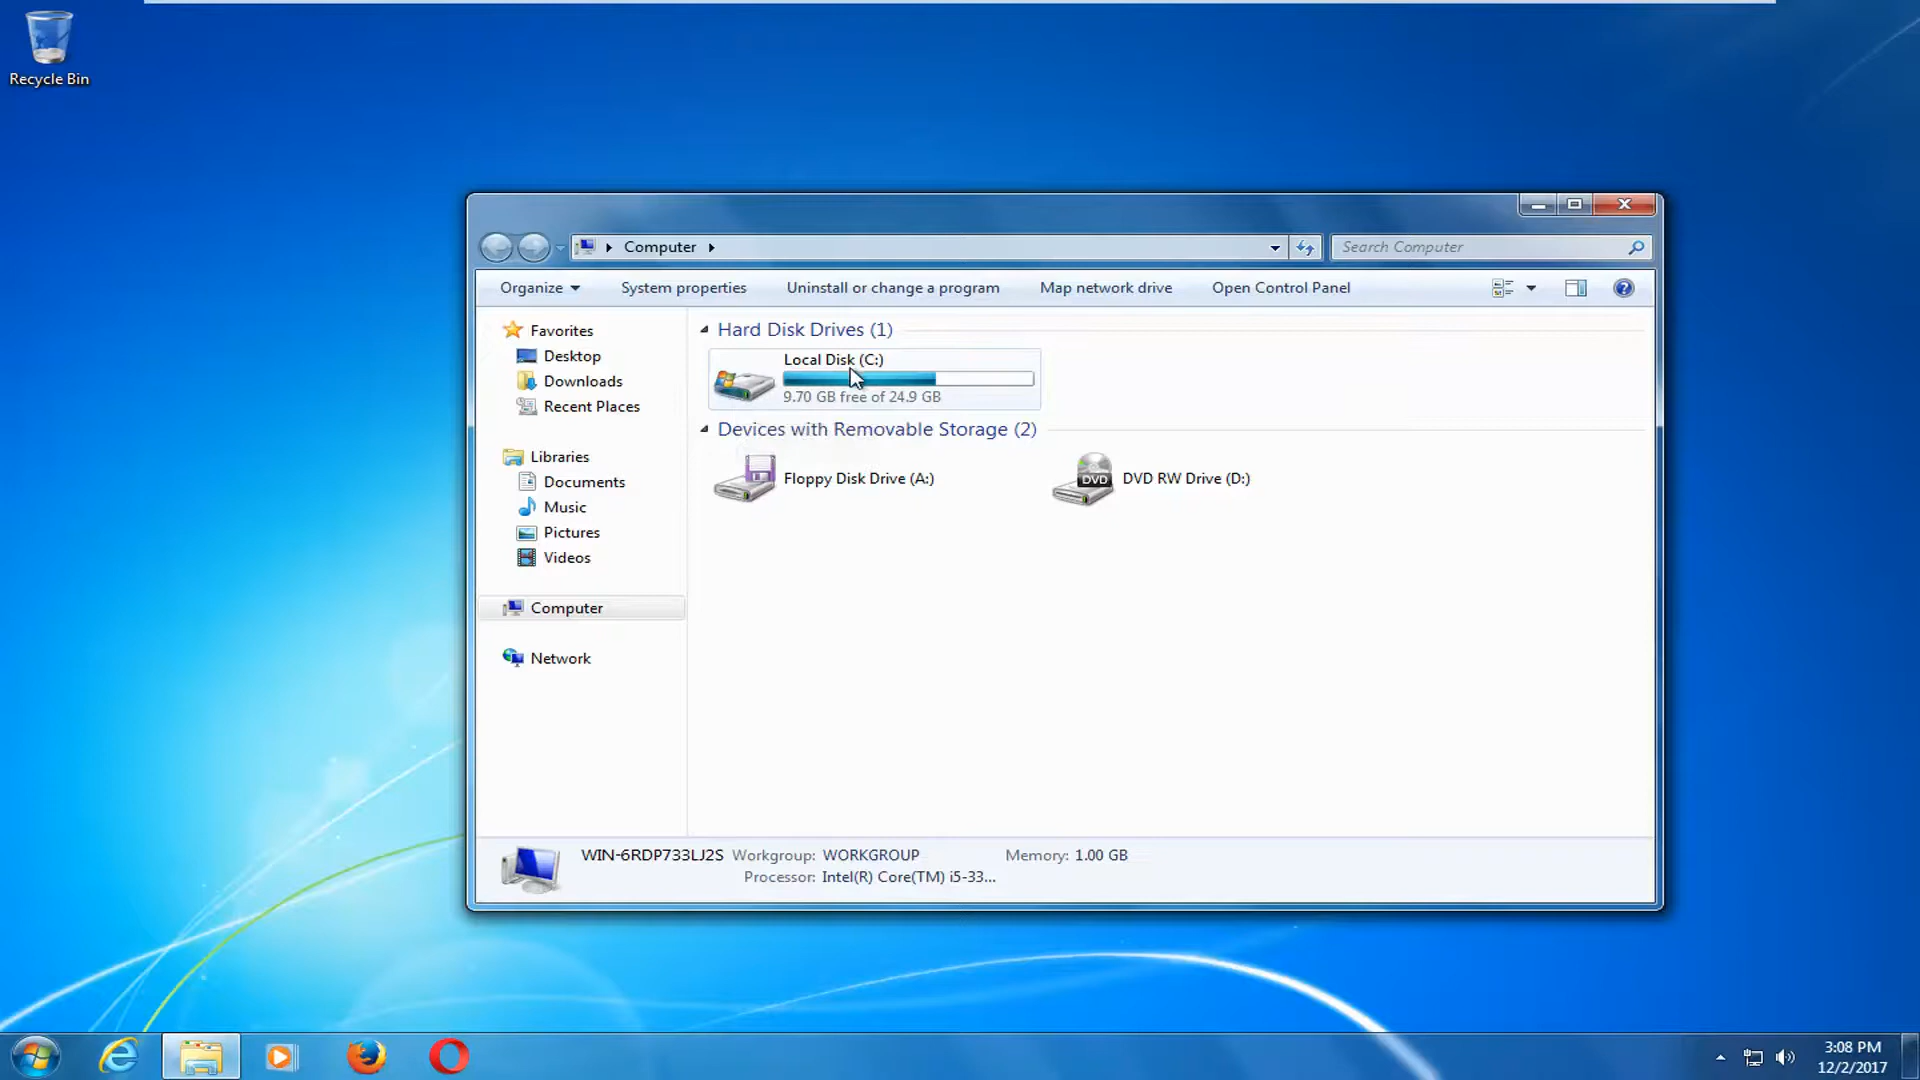 Recycle Bin
Computer
Search Computer
Organize
System properties
Uninstall or change a program
Map network drive
Open Control Panel
Favorites
Desktop
Downloads
Recent Places
Libraries
Documents
Music
Pictures
Videos
Computer
Network
Hard Disk Drives (1)
Local Disk (C:)
9.70 GB free of 24.9 GB
Devices with Removable Storage (2)
Floppy Disk Drive (A:)
DVD
DVD RW Drive (D:)
WIN-6RDP733LJ2S Workgroup: WORKGROUP Memory: 1.00 GB
Processor: Intel(R) Core(TM) i5-33...
3:08 PM
12/2/2017